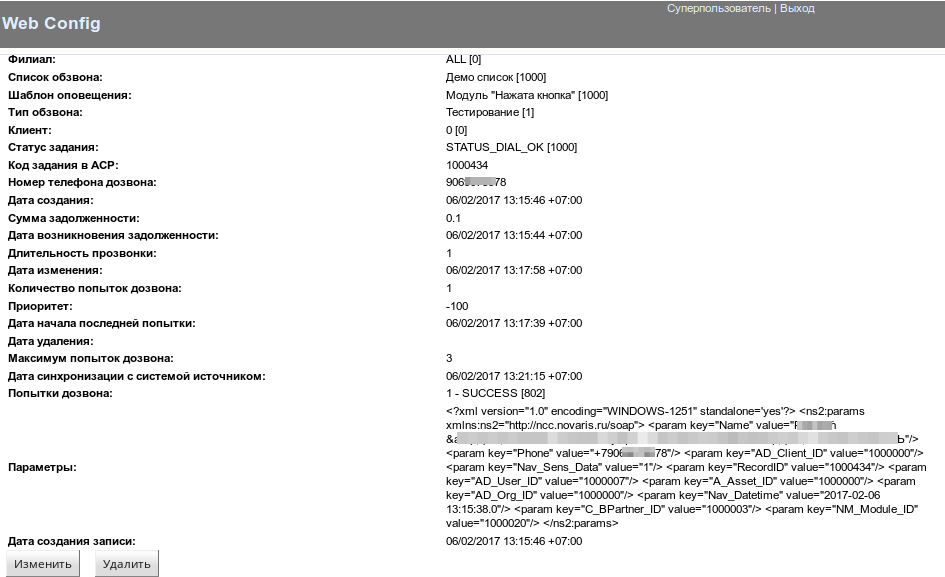 Суперпользователь | Выход
Web Config
Филиал: ALL [0]
Список обзвона: Демо список [1000]
Шаблон оповещения: Модуль "Нажата кнопка" [1000]
Тип обзвона: Тестирование [1]
Клиент: 0 [0]
Статус задания: STATUS_DIAL_OK [1000]
Код задания в АСР: 1000434
Номер телефона дозвона: 906 78
Дата создания: 06/02/2017 13:15:46 +07:00
Сумма задолженности: 0.1
Дата возникновения задолженности: 06/02/2017 13:15:44 +07:00
Длительность прозвонки: 1
Дата изменения: 06/02/2017 13:17:58 +07:00
Количество попыток дозвона: 1
Приоритет: -100
Дата начала последней попытки: 06/02/2017 13:17:39 +07:00
Дата удаления:
Максимум попыток дозвона: 3
Дата синхронизации с системой источником: 06/02/2017 13:21:15 +07:00
Попытки дозвона: 1 - SUCCESS [802]
<?xml version="1.0" encoding="WINDOWS-1251" standalone='yes'?> <ns2:params
xmlns:ns2="http://ncc.novaris.ru/soap"> <param key="Name" value="
Ь"/>
<param key="Phone" value="+7906 78"/> <param key="AD_Client_ID" value="1000000"/>
<param key="Nav_Sens_Data" value="1"/> <param key="RecordID" value="1000434"/> <param
Параметры: key="AD_User_ID" value="1000007"/> <param key="A_Asset_ID" value="1000000"/> <param
key="AD_Org_ID" value="1000000"/> <param key="Nav_Datetime" value="2017-02-06
13:15:38.0"/> <param key="C_BPartner_ID" value="1000003"/> <param key="NM_Module_ID"
value="1000020"/> </ns2:params>
Дата создания записи: 06/02/2017 13:15:46 +07:00
Изменить Удалить